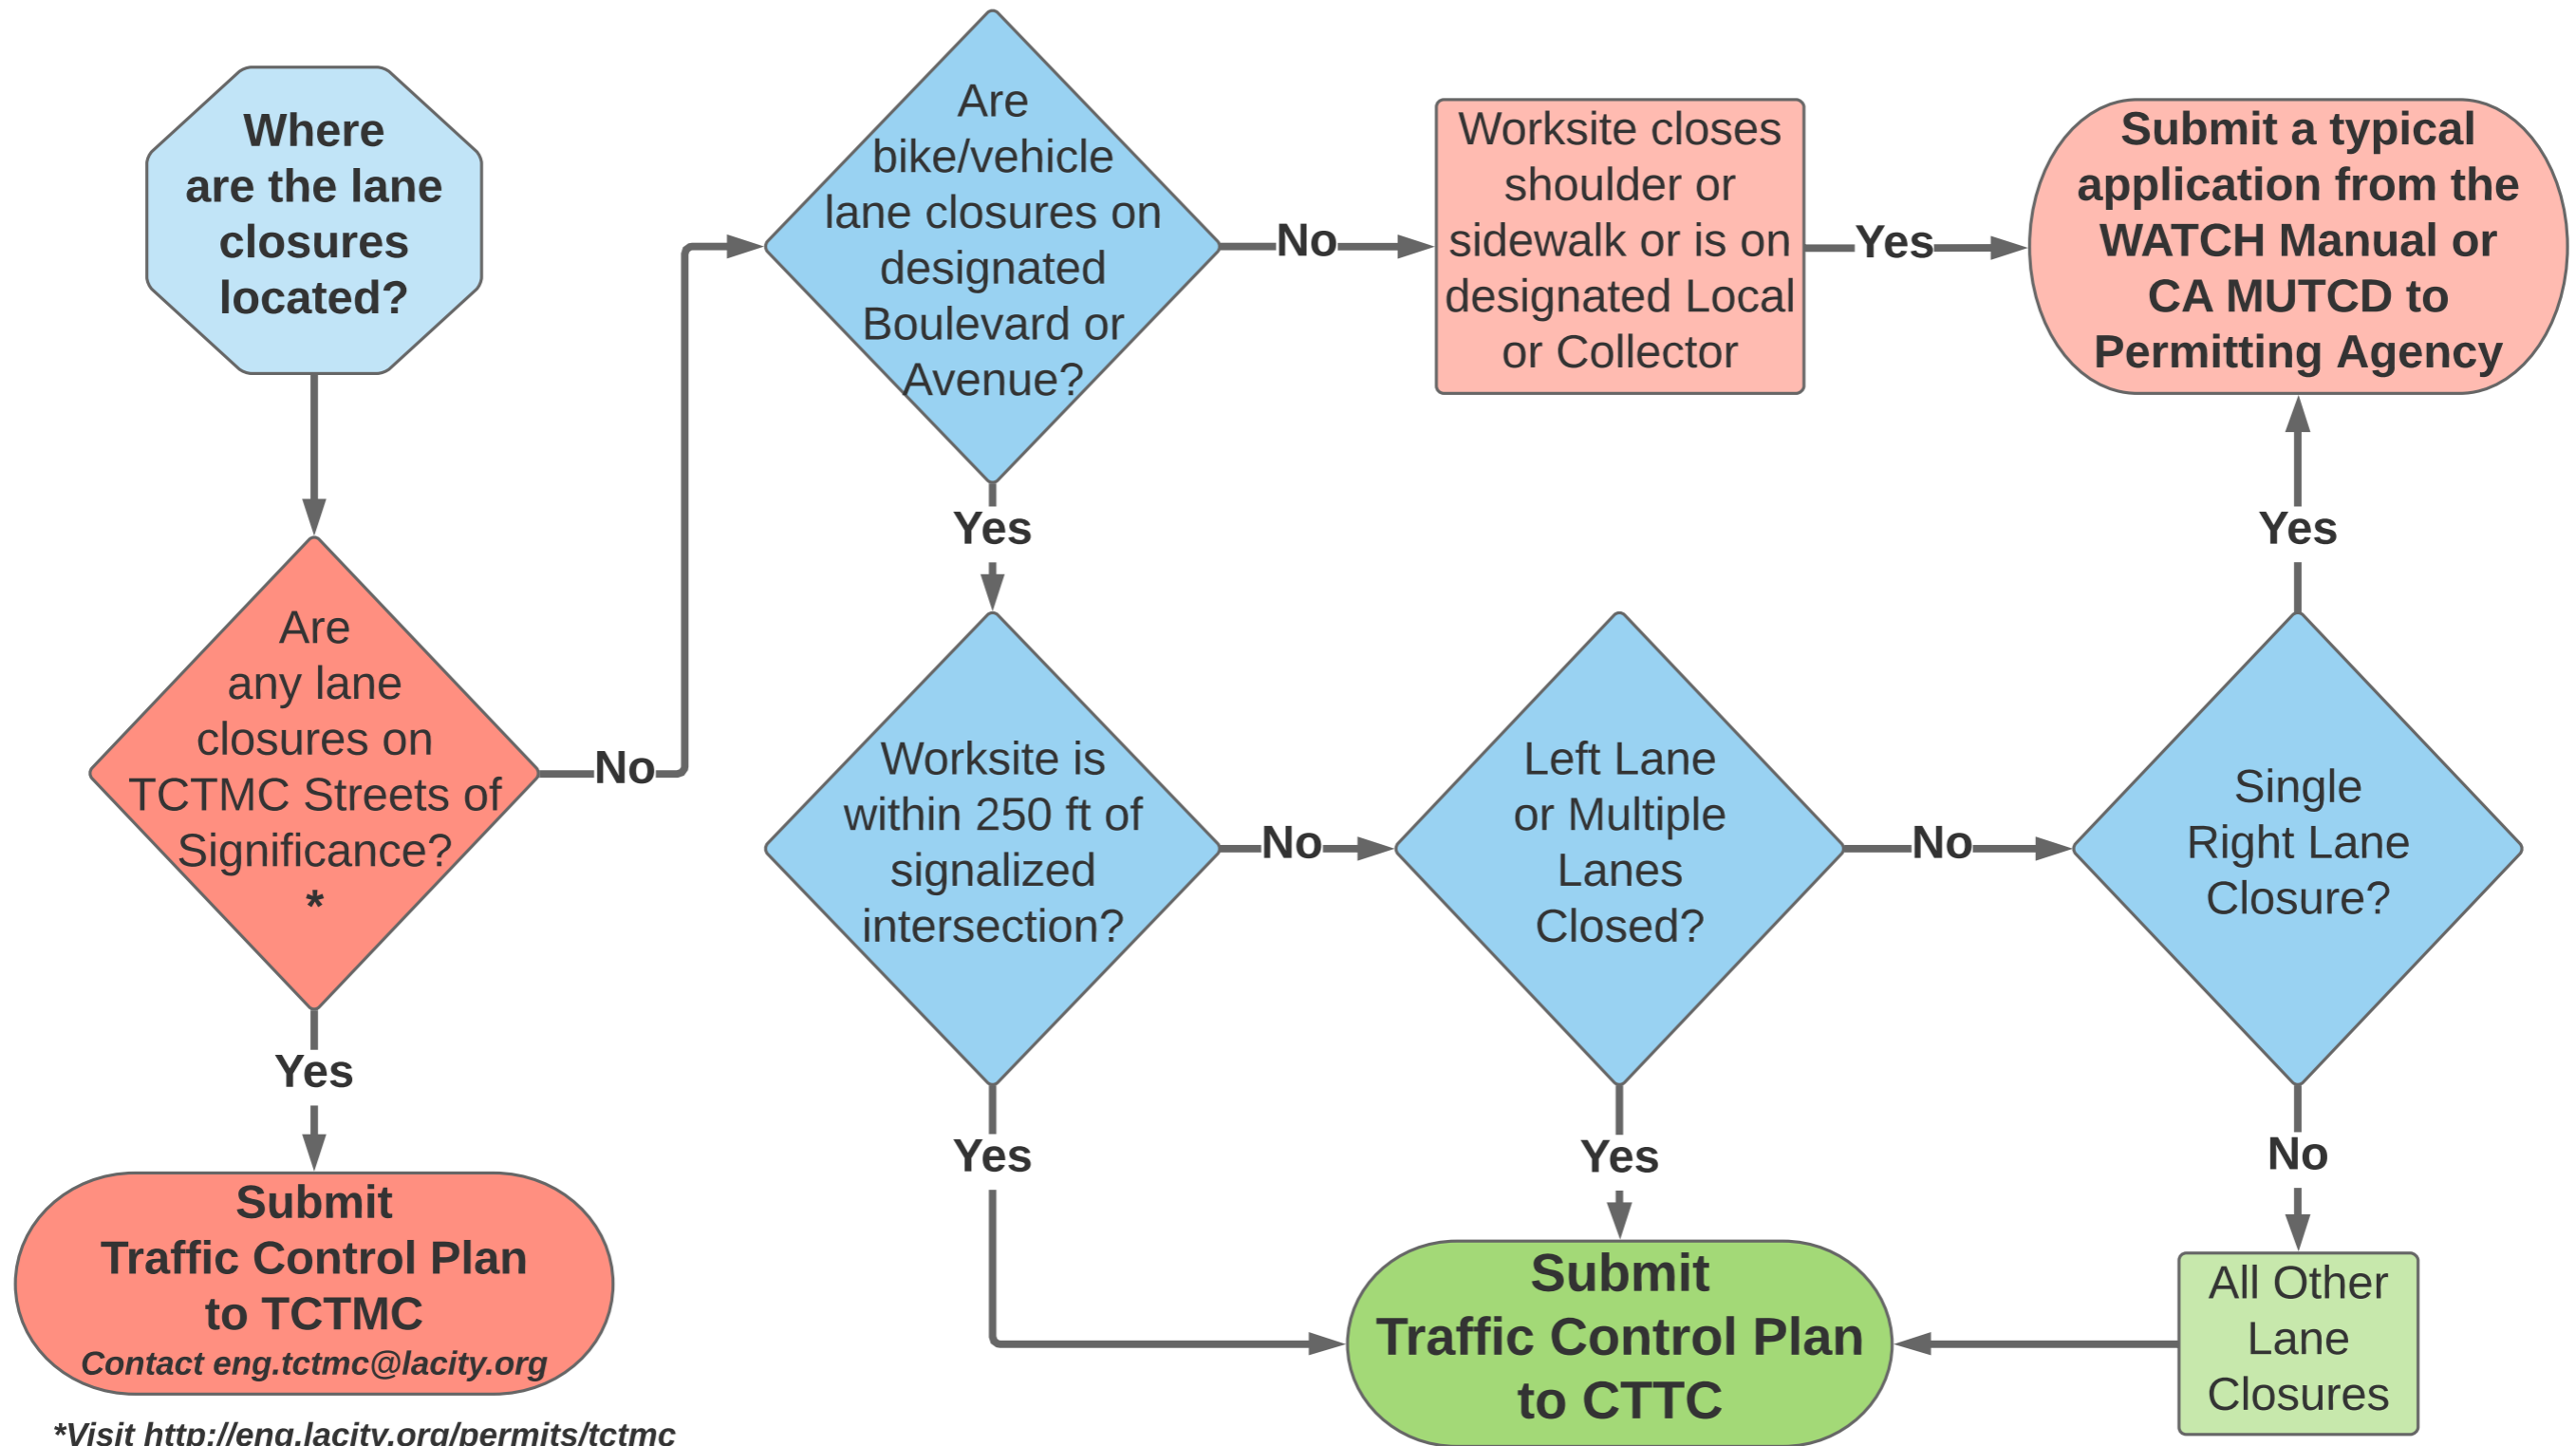 Where
are the lane
closures
located?
Are
any lane
closures on
TCTMC Streets of
Significance?
*
No
Yes
Submit
Traffic Control Plan
to TCTMC
Contact eng.tctmc@lacity.org
*Visit http://eng.lacity.org/permits/tctmc
Are
bike/vehicle
lane closures on
designated
Boulevard or
Avenue?
No
Worksite closes
shoulder or
sidewalk or is on
designated Local
or Collector
Yes
Submit a typical
application from the
WATCH Manual or
CA MUTCD to
Permitting Agency
Yes
Worksite is
within 250 ft of
signalized
intersection?
No
Left Lane
or Multiple
Lanes
Closed?
No
Single
Right Lane
Closure?
Yes
Yes
Yes
No
Submit
Traffic Control Plan
to CTTC
All Other
Lane
Closures